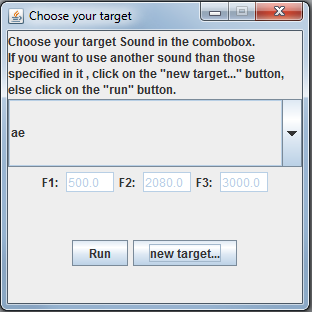 Choose your target
Choose your target Sound in the combobox.
If you want to use another sound than those
specified in it , click on the "new target..." button,
else click on the "run" button.
ae
F1: 500.0 F2: 2080.0 F3: 3000.0
Run new target...